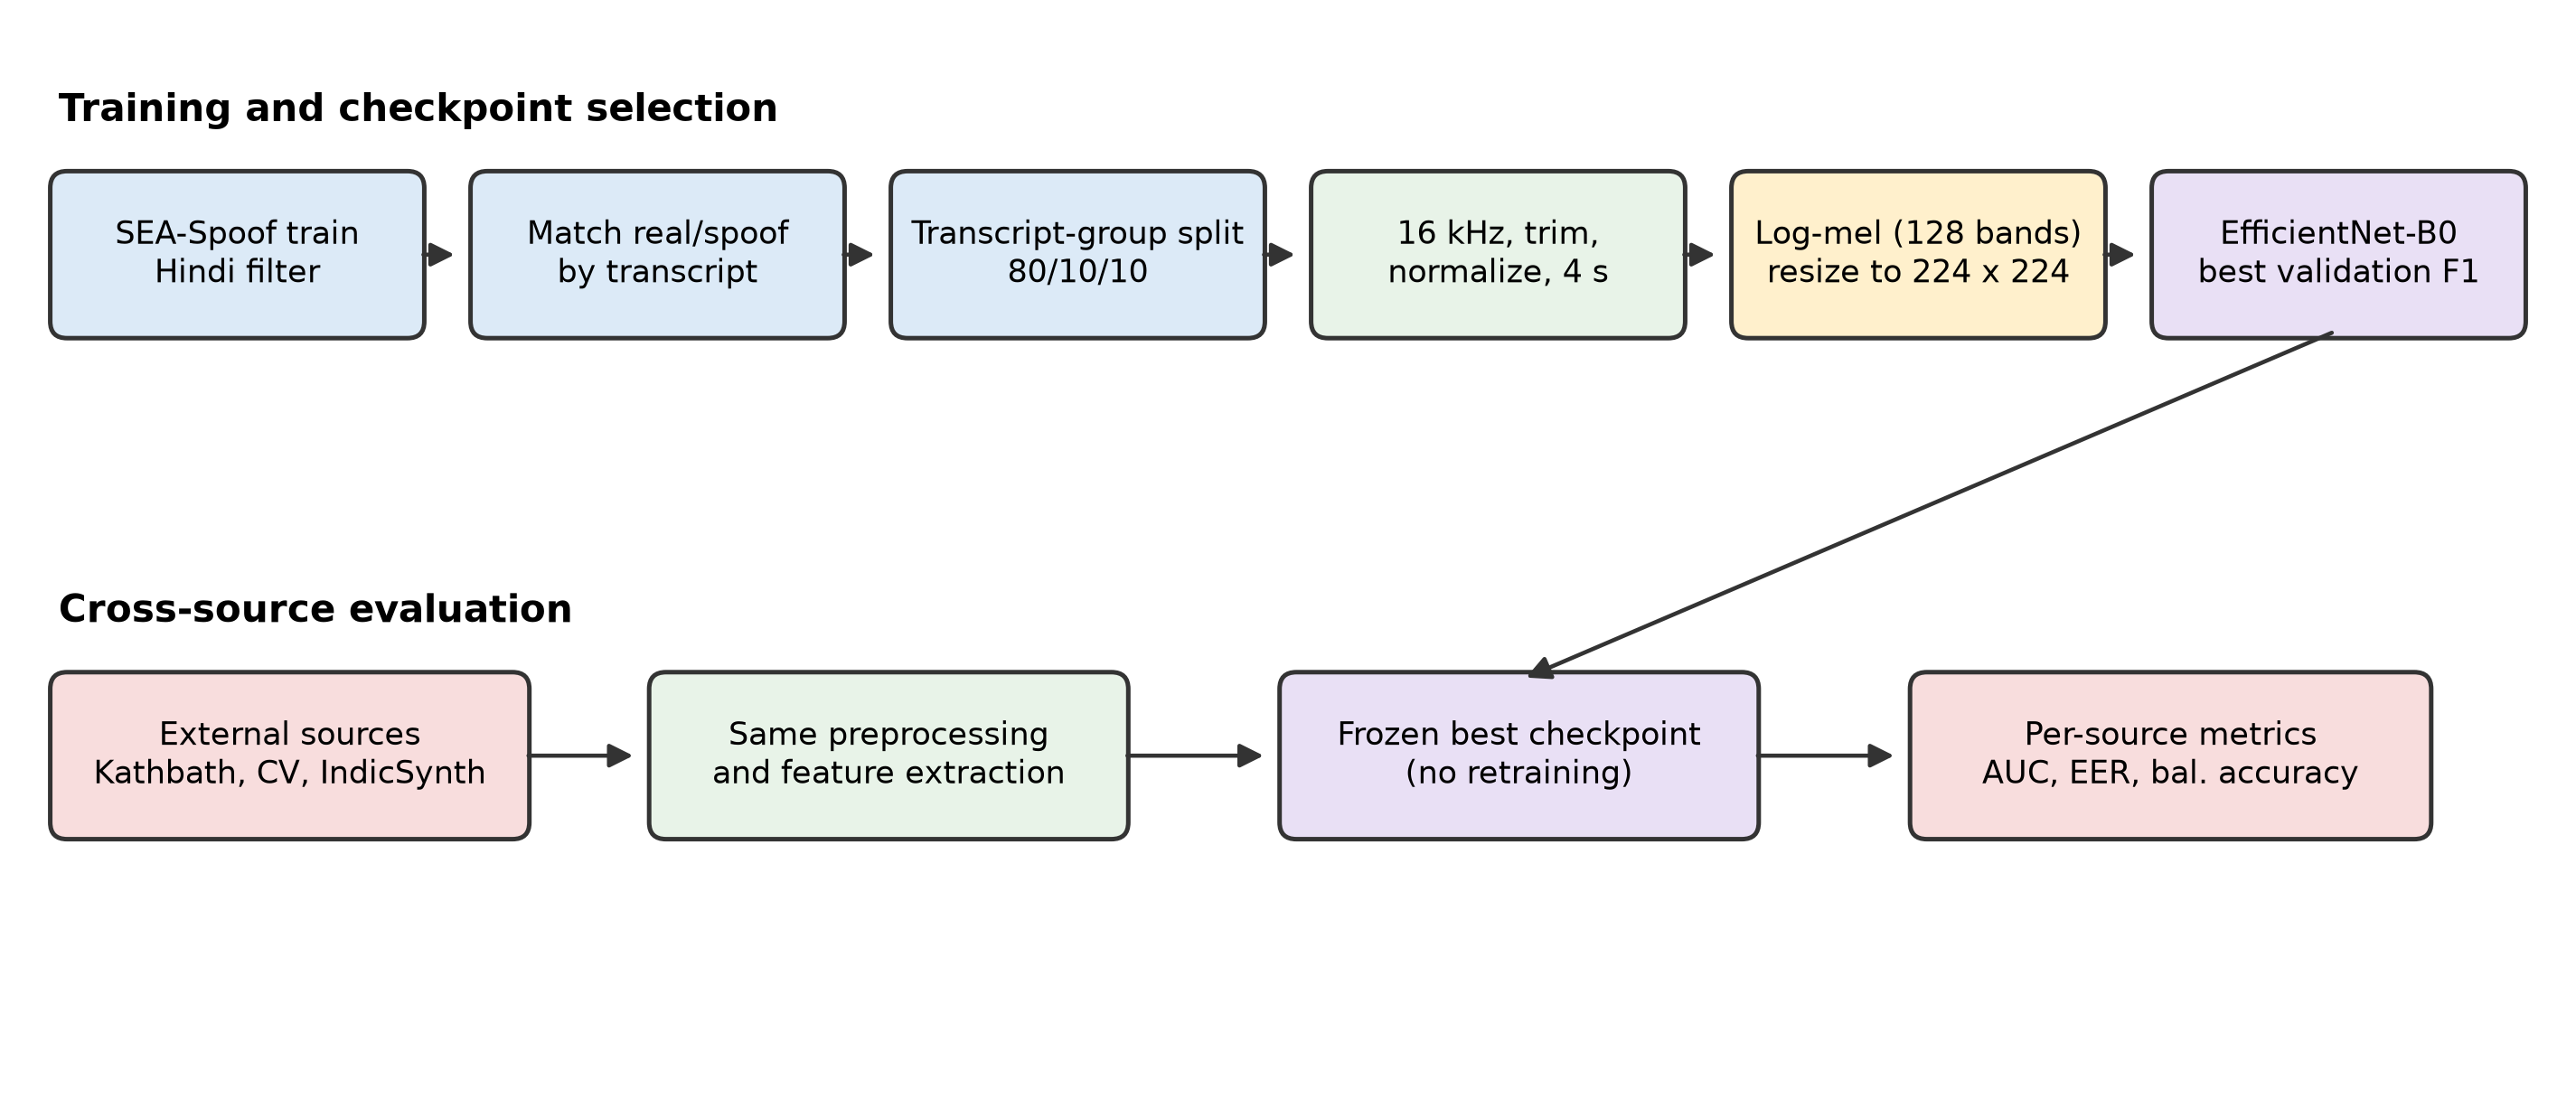 Training and checkpoint selection
SEA-Spoof train
Hindi filter
Match real/spoof
by transcript
Transcript-group split
80/10/10
16 kHz, trim,
normalize, 4 s
Log-mel (128 bands)
resize to 224 x 224
EfficientNet-B0
best validation F1
Cross-source evaluation
External sources
Kathbath, CV, IndicSynth
Same preprocessing
and feature extraction
Frozen best checkpoint
(no retraining)
Per-source metrics
AUC, EER, bal. accuracy